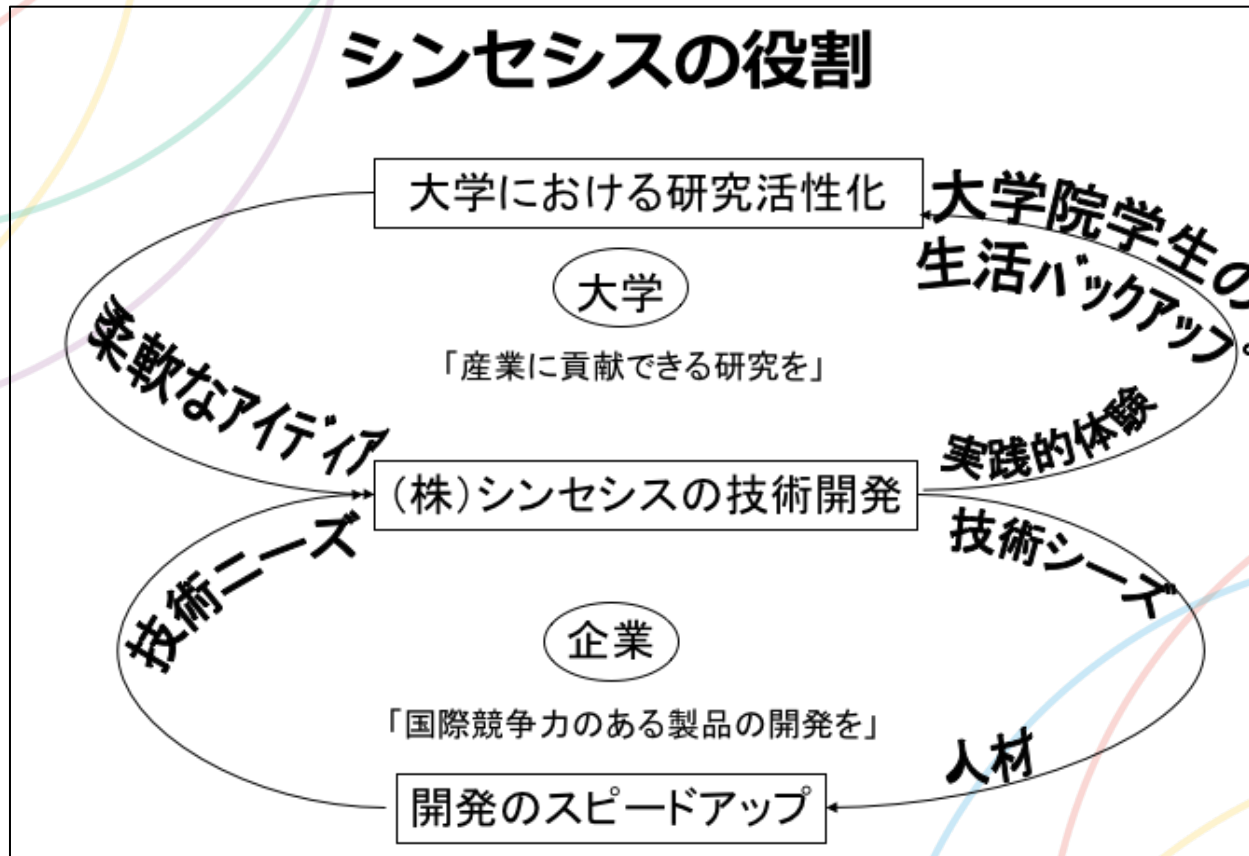 シンセシスの役割
大学における研究活性化
大学院学生の
生活バックアップ
大学
「産業に貢献できる研究を」
柔軟なアイディア
実践的体験
(株)シンセシスの技術開発
技術ニーズ
技術シーズ
企業
「国際競争力のある製品の開発を」
人材
開発のスピードアップ